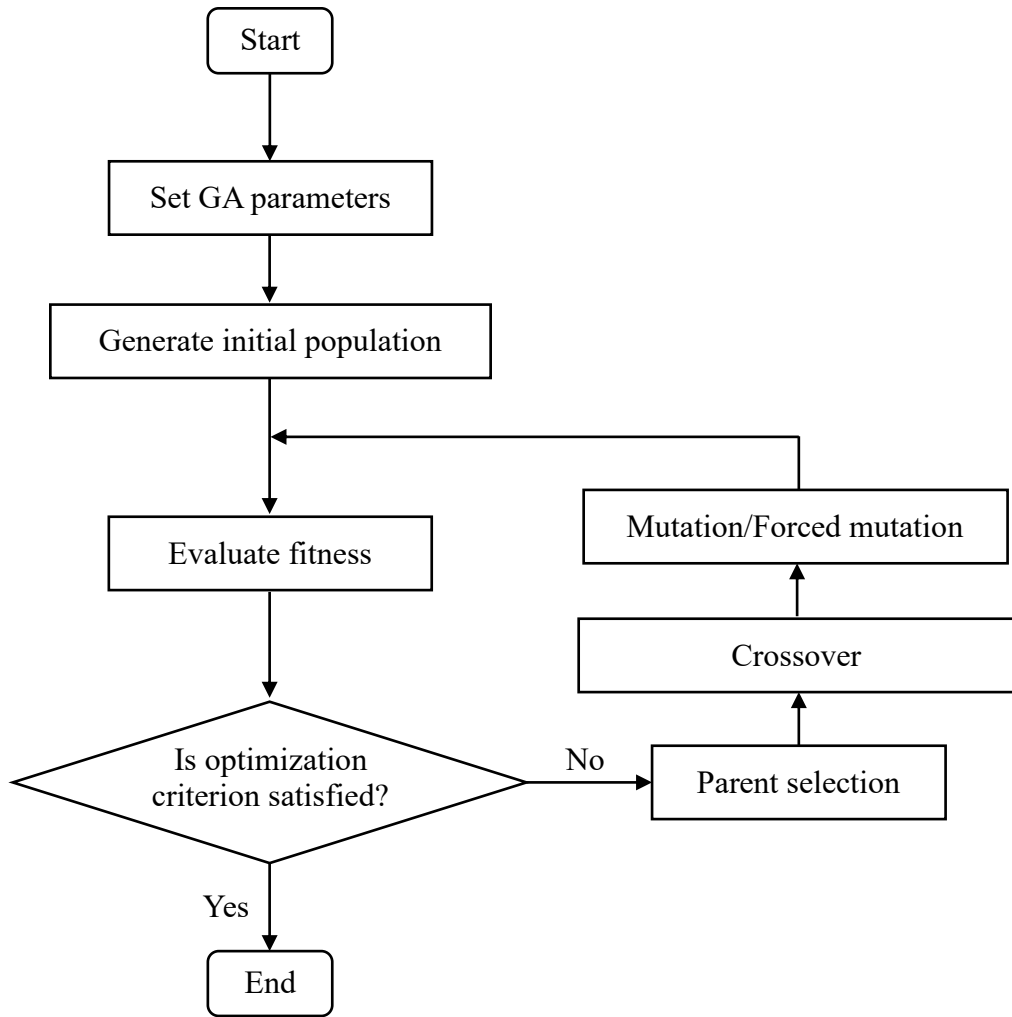 Start
Set GA parameters
Generate initial population
Evaluate fitness
Is optimization
criterion satisfied?
No
Parent selection
Crossover
Mutation/Forced mutation
Yes
End